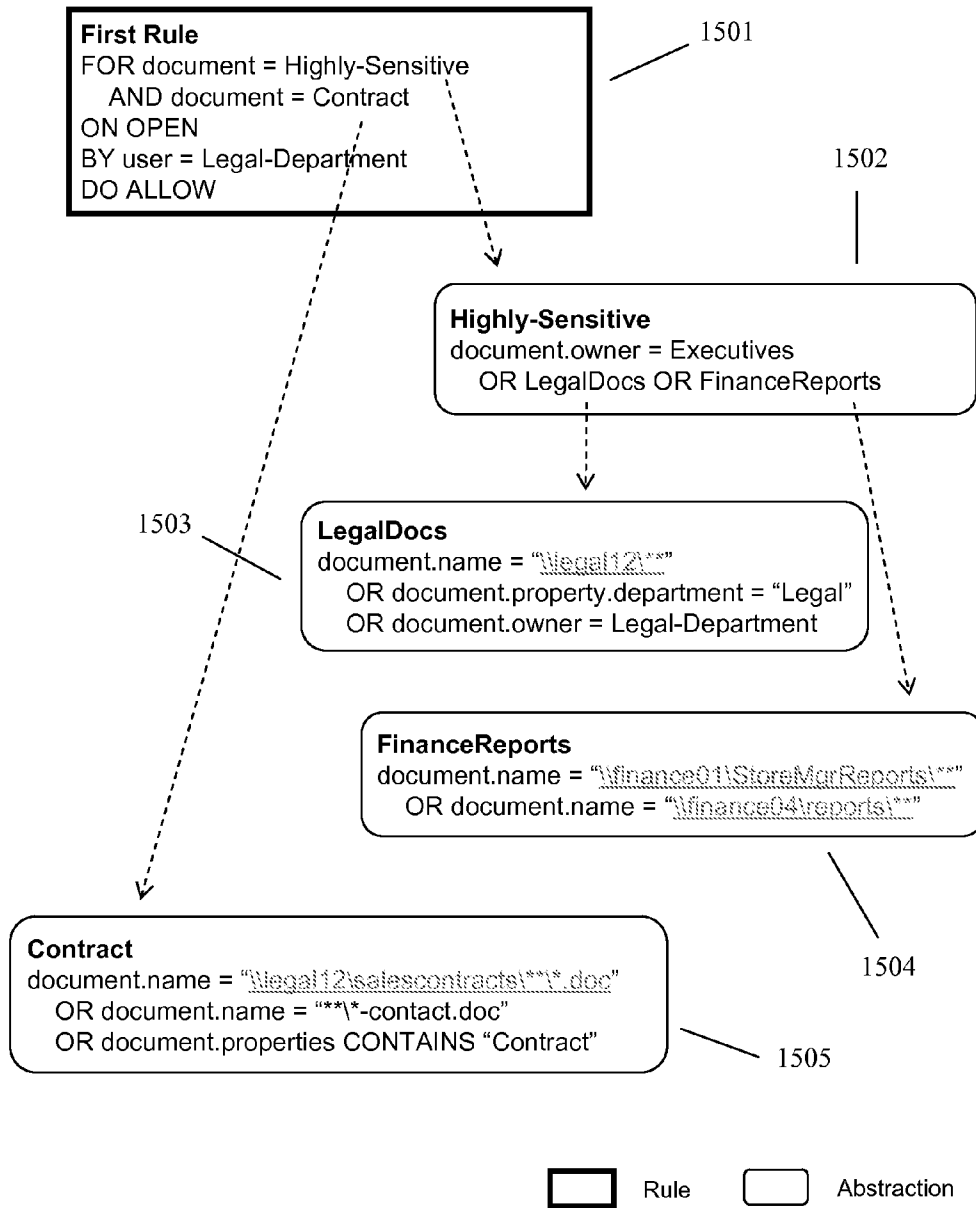 First Rule
FOR document = Highly-Sensitive
AND document = Contract
ON OPEN
BY user = Legal-Department
DO ALLOW
1501
1502
Highly-Sensitive
document.owner = Executives
OR LegalDocs OR FinanceReports
1503
LegalDocs
document.name = “\\legal12\**”
OR document.property.department = “Legal”
OR document.owner = Legal-Department
FinanceReports
document.name = “\\finance01\StoreMgrReports\**”
OR document.name = “\\finance04\reports\**”
1504
Contract
document.name = “\\legal12\salescontracts\**\*.doc”
OR document.name = “**\*-contact.doc”
OR document.properties CONTAINS “Contract”
1505
Rule
Abstraction